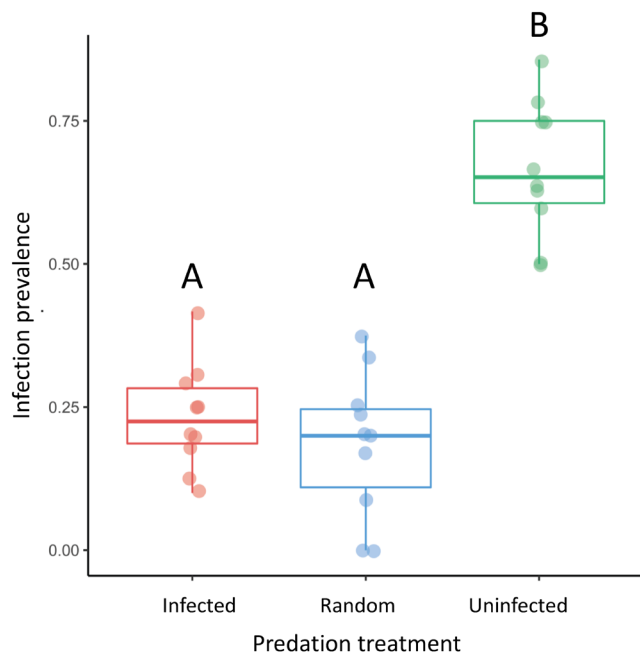 B
0.75
A A
0.50
0.25
0.00
Infection prevalence
Infected Random Uninfected
Predation treatment